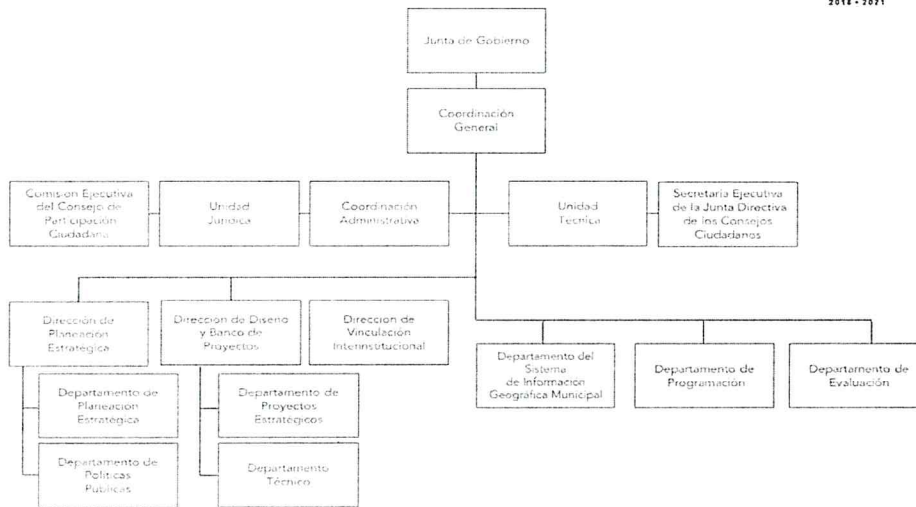 2018 - 2021
Junta de Gobierno
Coordinación
General
Comisión Ejecutiva
del Consejo de
Participación
Ciudadana
Unidad
Jurídica
Coordinación
Administrativa
Unidad
Técnica
Secretaría Ejecutiva
de la Junta Directiva
de los Consejos
Ciudadanos
Dirección de
Planeación
Estratégica
Dirección de Diseño
y Banco de
Proyectos
Dirección de
Vinculación
Interinstitucional
Departamento del
Sistema
de Información
Geográfica Municipal
Departamento de
Programación
Departamento de
Evaluación
Departamento de
Planeación
Estratégica
Departamento de
Proyectos
Estratégicos
Departamento de
Políticas
Públicas
Departamento
Técnico